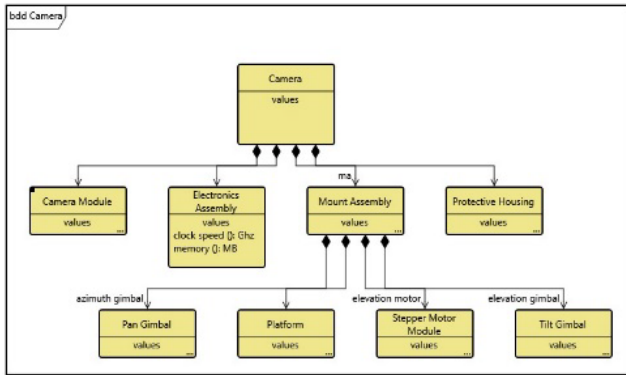 bdd Camera
Camera
values
ma
Camera Module
values
...
Electronics
Assembly
values
clock speed (): Ghz
memory (): MB
Mount Assembly
values
...
Protective Housing
values
...
azimuth gimbal
elevation motor
elevation gimbal
Pan Gimbal
values
...
Platform
values
...
Stepper Motor
Module
values
...
Tilt Gimbal
values
...